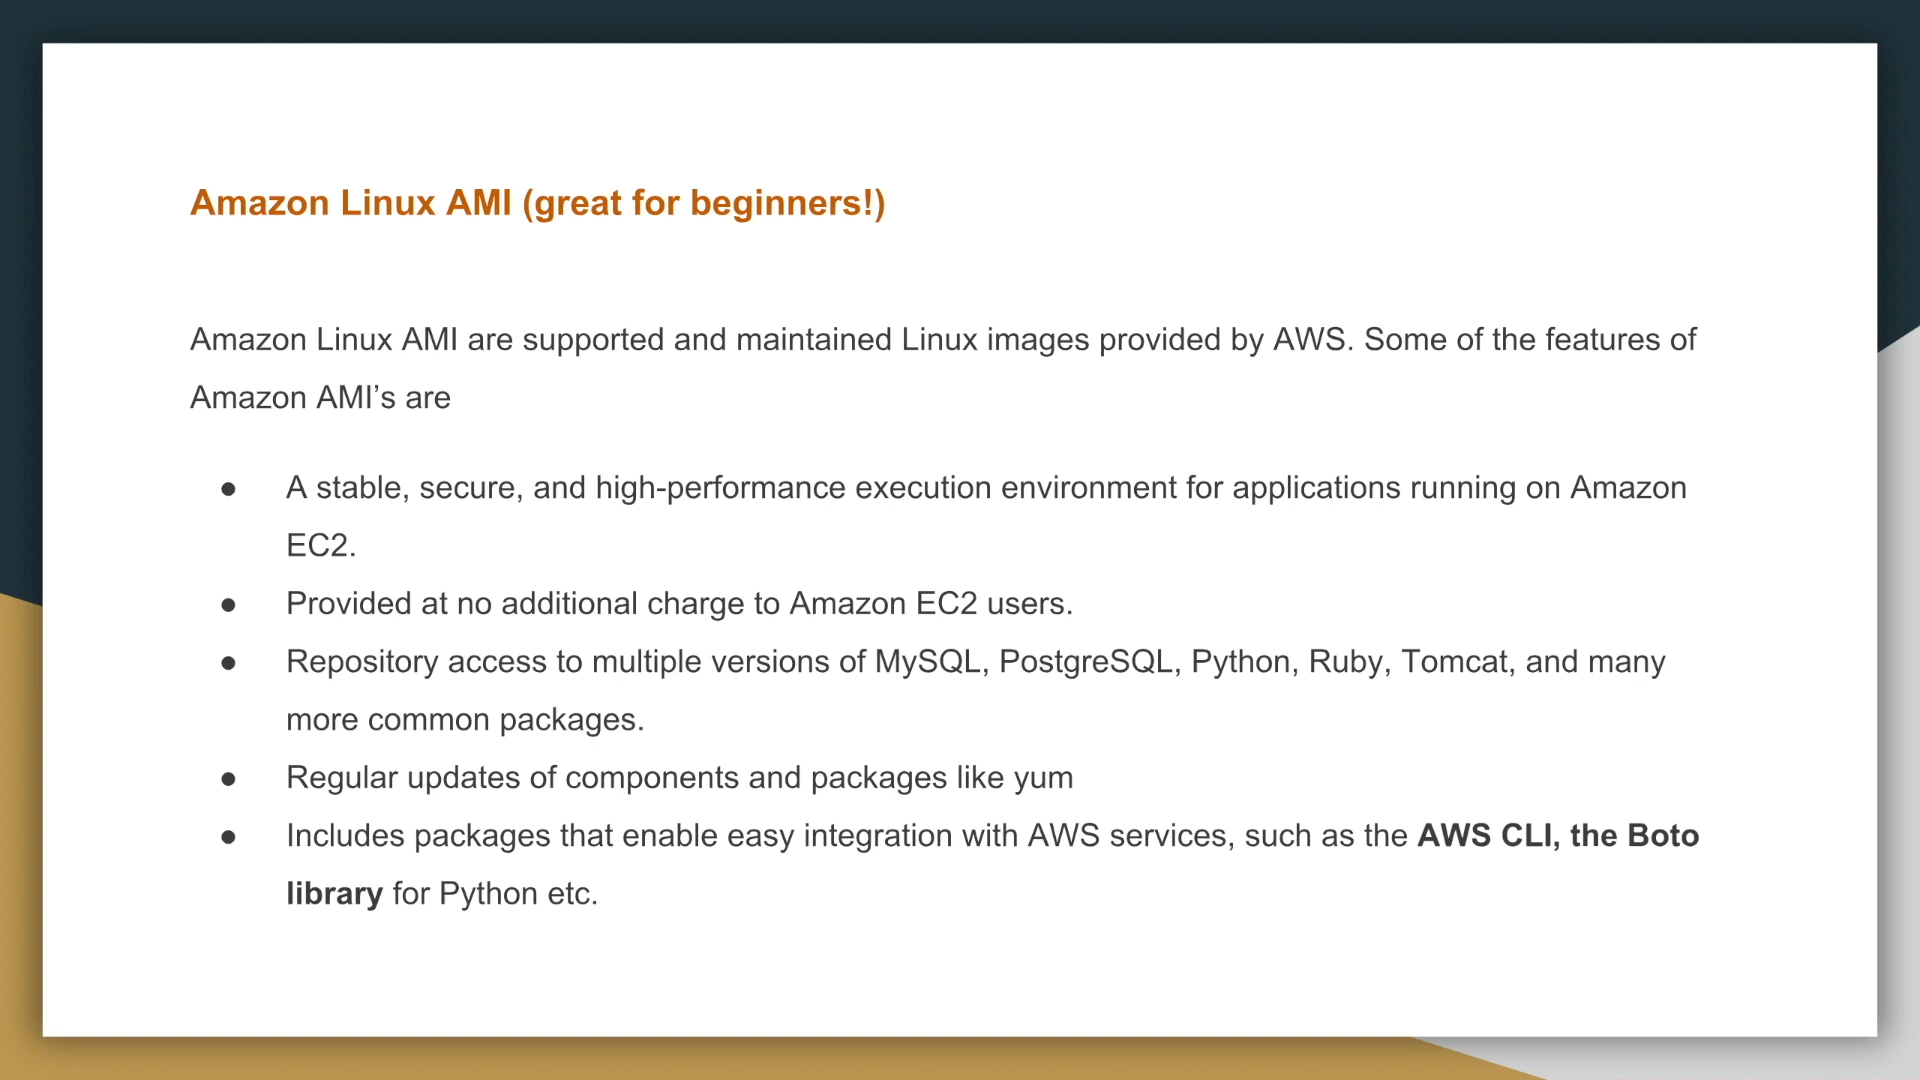 Amazon Linux AMI (great for beginners!)
Amazon Linux AMI are supported and maintained Linux images provided by AWS. Some of the features of
Amazon AMI’s are
● A stable, secure, and high-performance execution environment for applications running on Amazon
EC2.
● Provided at no additional charge to Amazon EC2 users.
● Repository access to multiple versions of MySQL, PostgreSQL, Python, Ruby, Tomcat, and many
more common packages.
● Regular updates of components and packages like yum
● Includes packages that enable easy integration with AWS services, such as the AWS CLI, the Boto
library for Python etc.